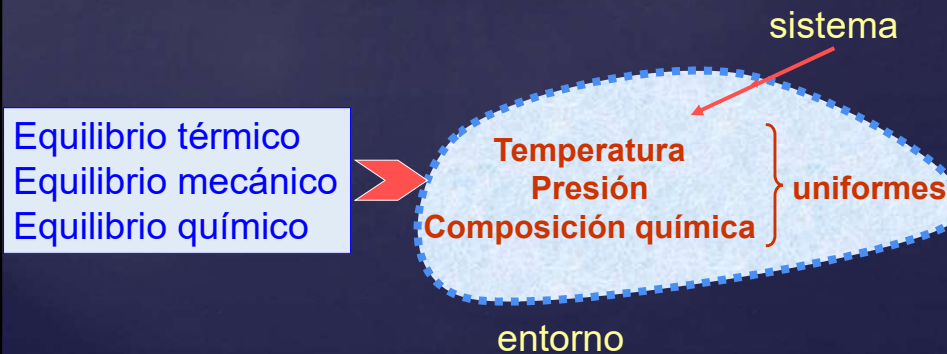 sistema
Equilibrio térmico
Equilibrio mecánico
Equilibrio químico
Temperatura
Presión
Composición química
uniformes
entorno